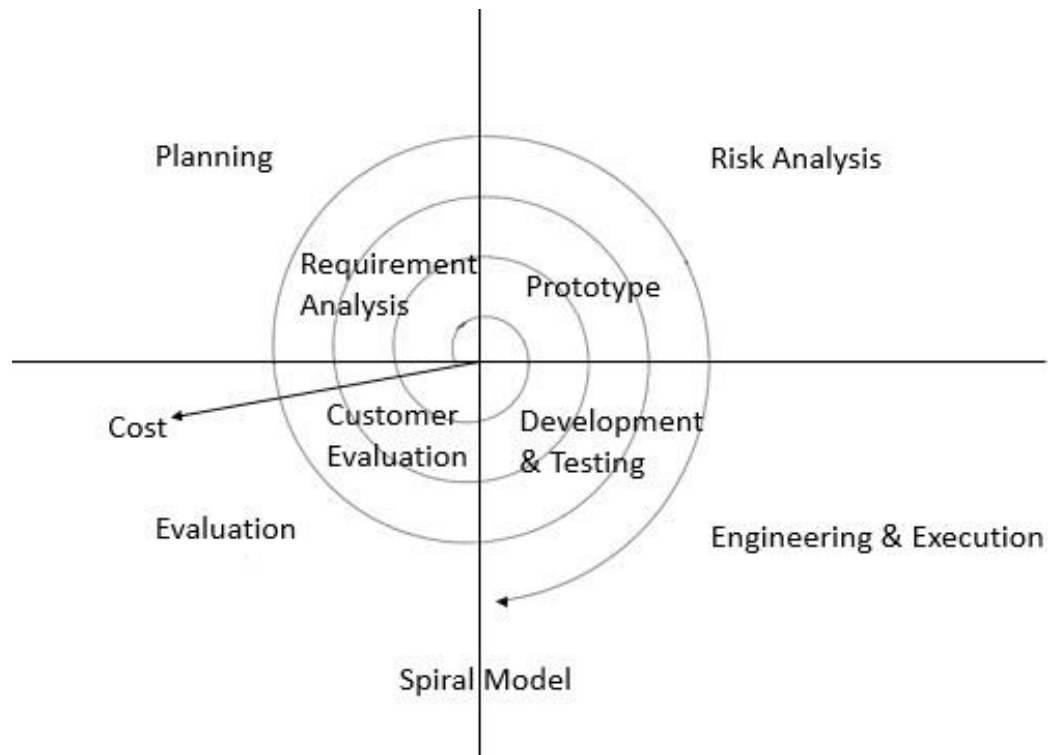 Planning
Risk Analysis
Requirement
Analysis
Prototype
Cost
Customer
Evaluation
Development
& Testing
Evaluation
Engineering & Execution
Spiral Model